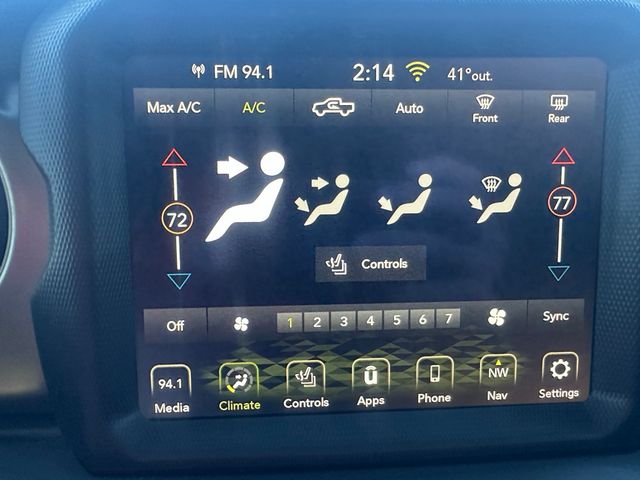 FM 94.1 2:14 41°out.
Max A/C A/C Auto Front Rear
72 77
Controls
Off 1 2 3 4 5 6 7 Sync
94.1 NW
Media Climate Controls Apps Phone Nav Settings